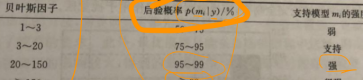 贝叶斯因子 后验概率 p(mᵢ|y)/% 支持模型 mᵢ的强
1～3 弱
3～20 75～95 支持
20～150 95～99 强